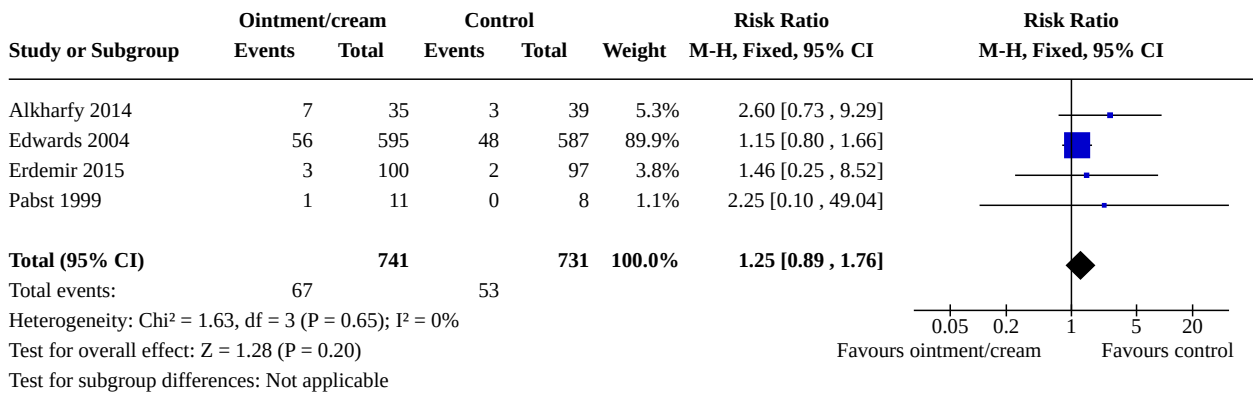 Ointment/cream Control Risk Ratio Risk Ratio
Study or Subgroup Events Total Events Total Weight M-H, Fixed, 95% CI M-H, Fixed, 95% CI
Alkharfy 2014 7 35 3 39 5.3% 2.60 [0.73 , 9.29]
Edwards 2004 56 595 48 587 89.9% 1.15 [0.80 , 1.66]
Erdemir 2015 3 100 2 97 3.8% 1.46 [0.25 , 8.52]
Pabst 1999 1 11 0 8 1.1% 2.25 [0.10 , 49.04]
Total (95% CI) 741 731 100.0% 1.25 [0.89 , 1.76]
Total events: 67 53
Heterogeneity: Chi² = 1.63, df = 3 (P = 0.65); I² = 0%
Test for overall effect: Z = 1.28 (P = 0.20)
Test for subgroup differences: Not applicable
0.05 0.2 1 5 20
Favours ointment/cream Favours control